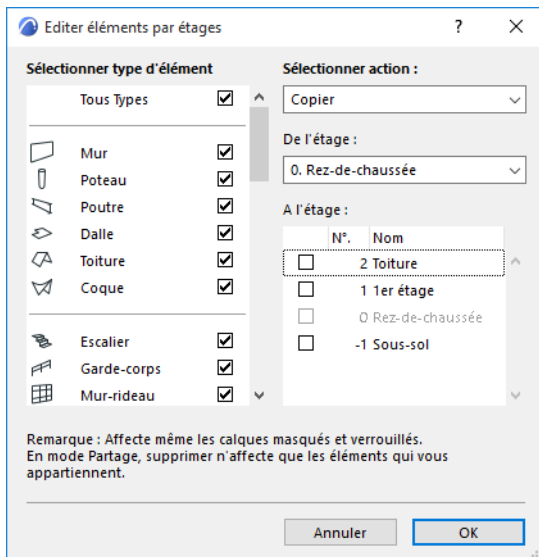 Editer éléments par étages
?
Sélectionner type d'élément
Tous Types
Mur
Poteau
Poutre
Dalle
Toiture
Coque
Escalier
Garde-corps
Mur-rideau
Sélectionner action :
Copier
De l'étage :
0. Rez-de-chaussée
A l'étage :
N°. Nom
2 Toiture
1 1er étage
0 Rez-de-chaussée
-1 Sous-sol
Remarque : Affecte même les calques masqués et verrouillés.
En mode Partage, supprimer n'affecte que les éléments qui vous
appartiennent.
Annuler
OK